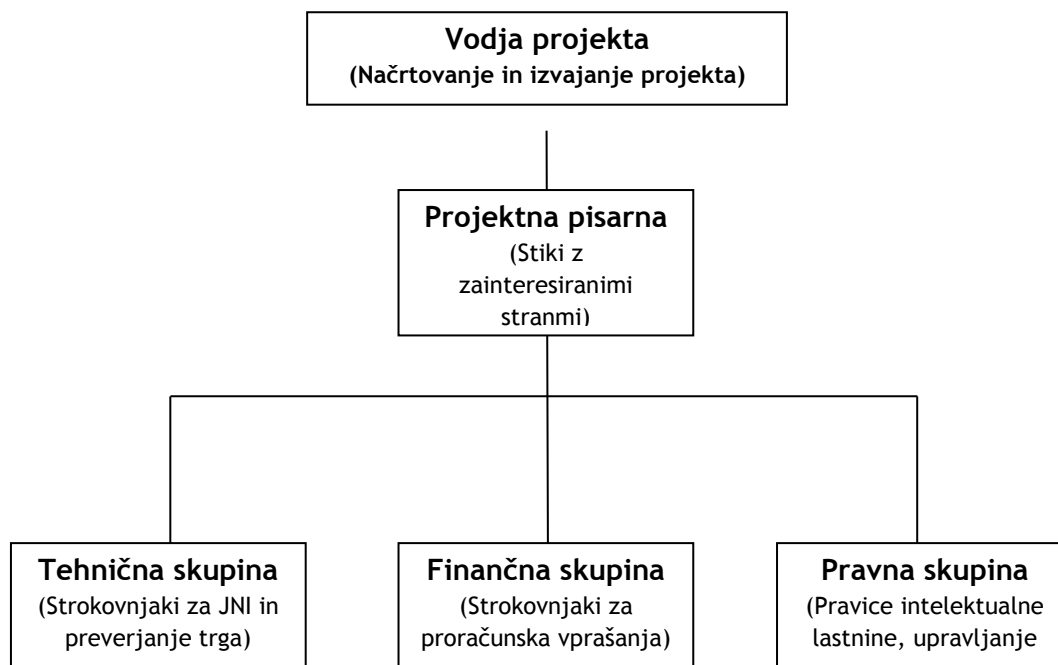 Vodja projekta
(Načrtovanje in izvajanje projekta)
Projektna pisarna
(Stiki z
zainteresiranimi
stranmi)
Tehnična skupina
(Strokovnjaki za JNI in
preverjanje trga)
Finančna skupina
(Strokovnjaki za
proračunska vprašanja)
Pravna skupina
(Pravice intelektualne
lastnine, upravljanje